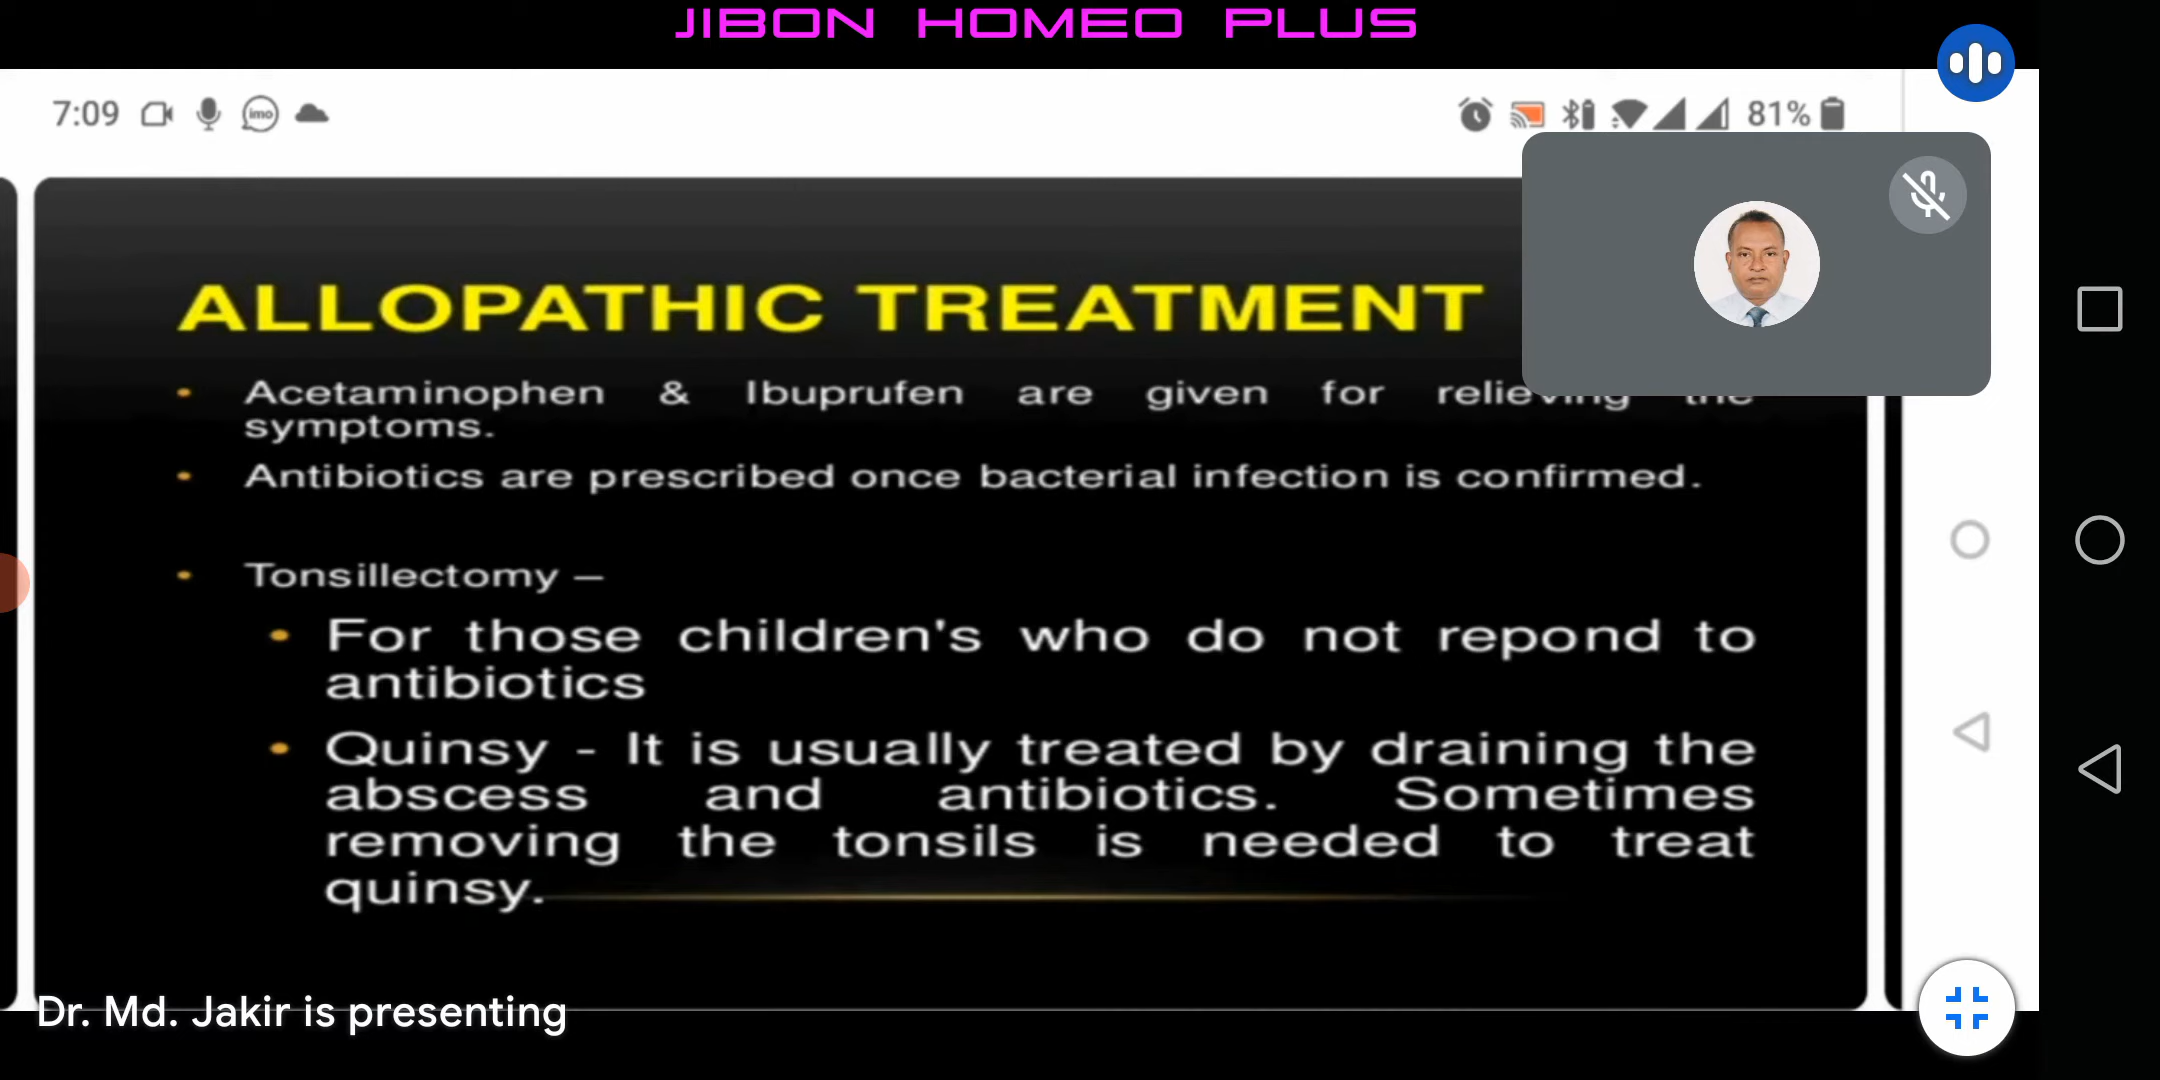 JIBON HOMEO PLUS
7:09
imo
81%
ALLOPATHIC TREATMENT
• Acetaminophen & Ibuprufen are given for relieving the
symptoms.
• Antibiotics are prescribed once bacterial infection is confirmed.
• Tonsillectomy –
• For those children's who do not repond to
antibiotics
• Quinsy - It is usually treated by draining the
abscess and antibiotics. Sometimes
removing the tonsils is needed to treat
quinsy.
Dr. Md. Jakir is presenting